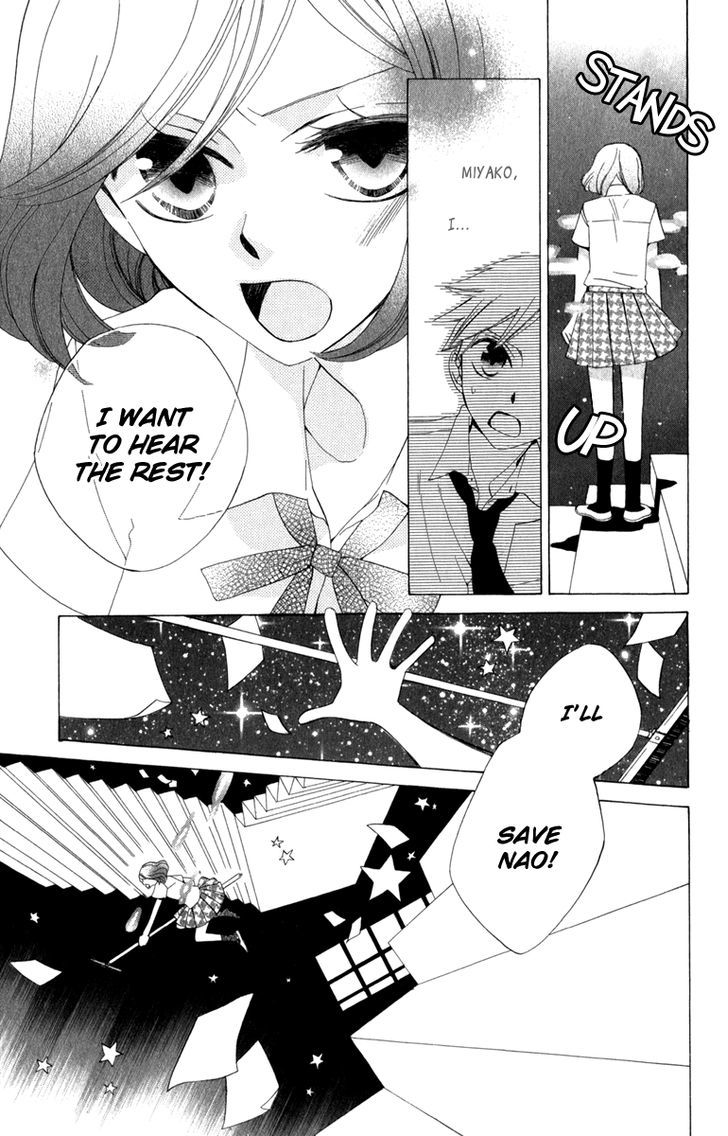 STANDS
UP
MIYAKO,
I...
I WANT
TO HEAR
THE REST!
I'LL
SAVE
NAO!